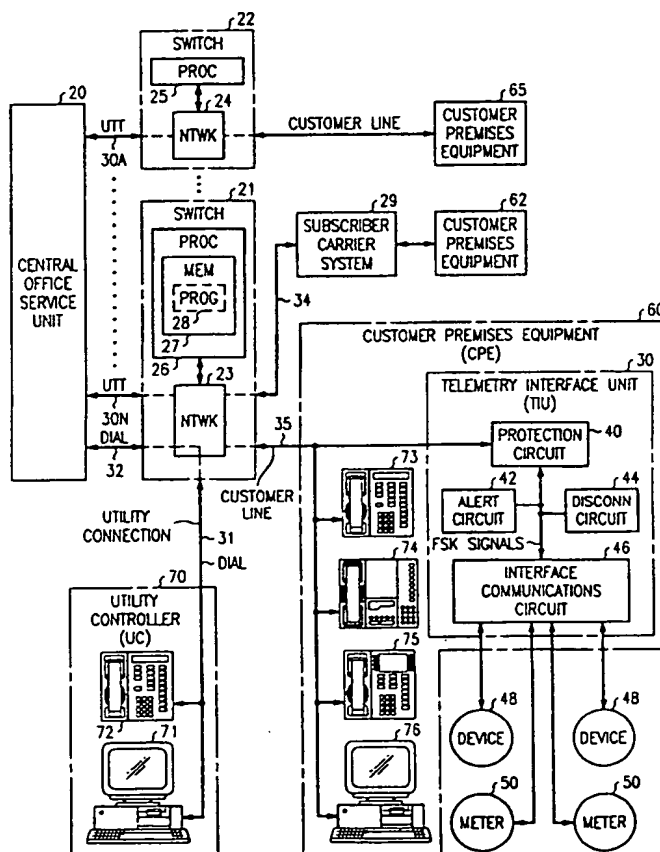 22
SWITCH
PROC
25
24
NTWK
20
UTT
30A
CUSTOMER LINE
65
CUSTOMER
PREMISES
EQUIPMENT
21
SWITCH
PROC
MEM
PROG
28
27
26
23
NTWK
CENTRAL
OFFICE
SERVICE
UNIT
29
SUBSCRIBER
CARRIER
SYSTEM
62
CUSTOMER
PREMISES
EQUIPMENT
34
UTT
30N
DIAL
32
35
CUSTOMER
LINE
UTILITY
CONNECTION
31
DIAL
60
CUSTOMER PREMISES EQUIPMENT
(CPE)
30
TELEMETRY INTERFACE UNIT
(TIU)
PROTECTION
CIRCUIT
40
42
ALERT
CIRCUIT
44
DISCONN
CIRCUIT
FSK SIGNALS
46
INTERFACE
COMMUNICATIONS
CIRCUIT
73
74
75
76
70
UTILITY
CONTROLLER
(UC)
72
71
48
DEVICE
48
DEVICE
50
METER
50
METER